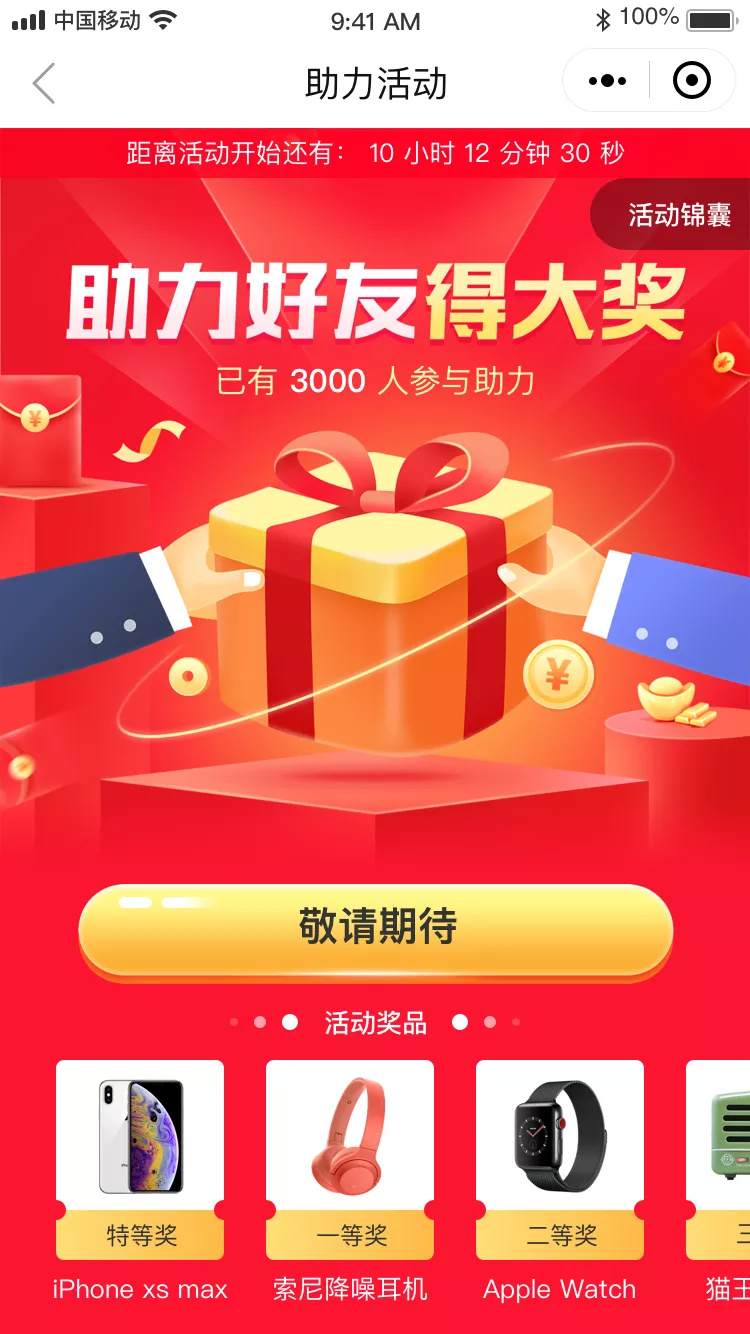 中国移动
9:41 AM
100%
助力活动
距离活动开始还有： 10 小时 12 分钟 30 秒
活动锦囊
助力好友得大奖
已有 3000 人参与助力
敬请期待
活动奖品
特等奖
一等奖
二等奖
iPhone xs max
索尼降噪耳机
Apple Watch